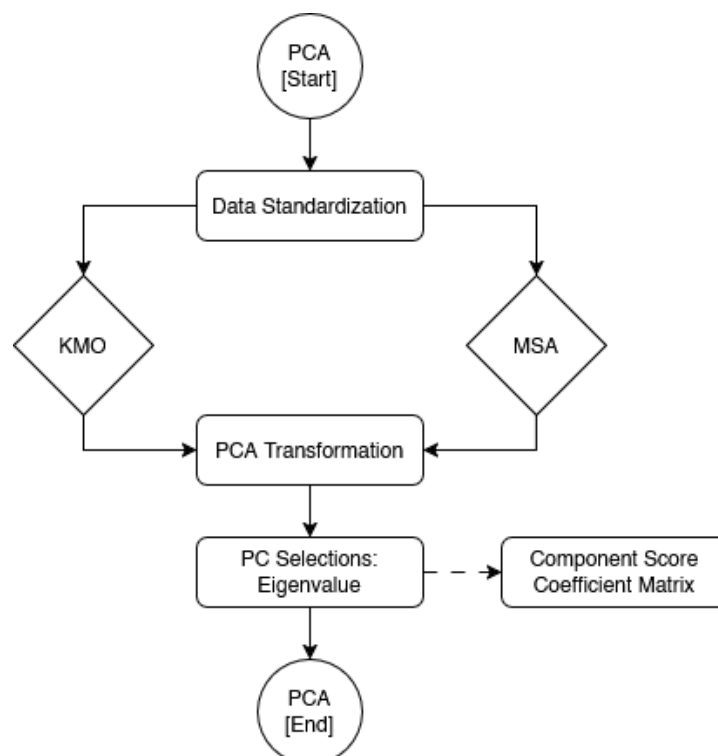 PCA
[Start]
Data Standardization
KMO
MSA
PCA Transformation
PC Selections:
Eigenvalue
Component Score
Coefficient Matrix
PCA
[End]